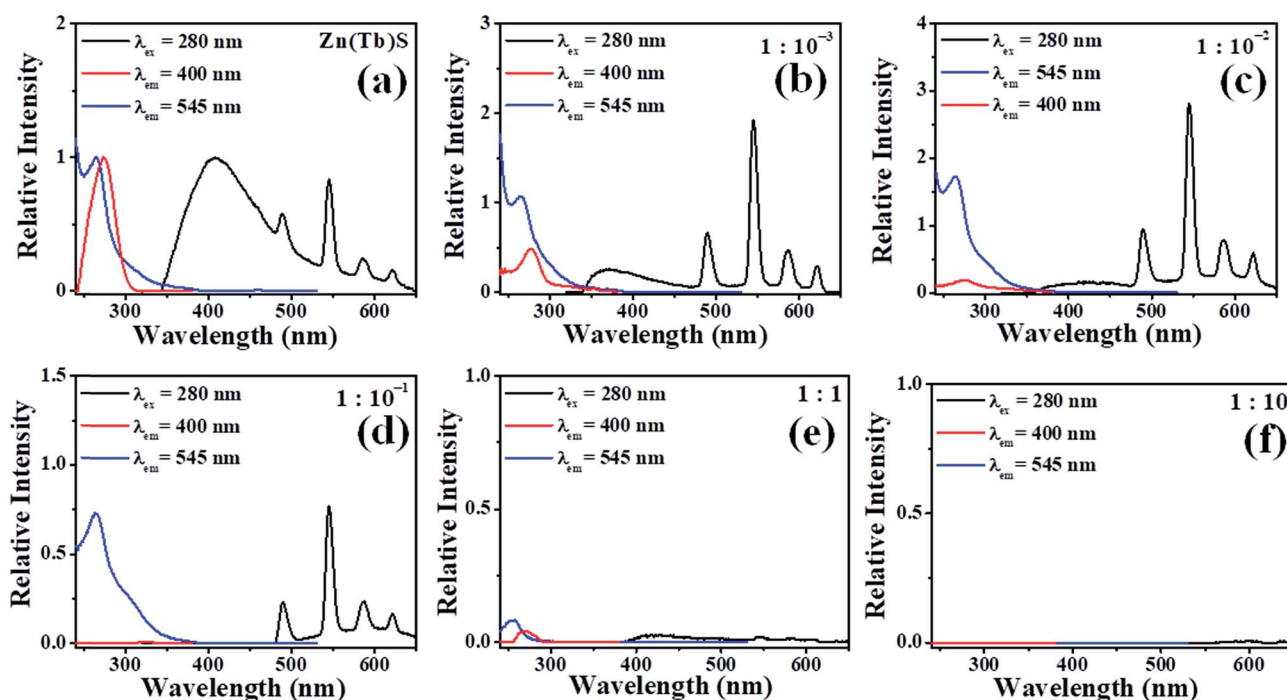 2
λex = 280 nm
Zn(Tb)S
λem = 400 nm
(a)
λem = 545 nm
1
0
300 400 500 600
Wavelength (nm)
Relative Intensity
3
λex = 280 nm
1 : 10⁻³
λem = 400 nm
(b)
λem = 545 nm
2
1
0
300 400 500 600
Wavelength (nm)
Relative Intensity
4
λex = 280 nm
1 : 10⁻²
λem = 545 nm
(c)
λem = 400 nm
3
2
1
0
300 400 500 600
Wavelength (nm)
Relative Intensity
1.5
λex = 280 nm
1 : 10⁻¹
λem = 400 nm
(d)
λem = 545 nm
1.0
0.5
0.0
300 400 500 600
Wavelength (nm)
Relative Intensity
1.0
λex = 280 nm
1 : 1
λem = 400 nm
(e)
λem = 545 nm
0.5
0.0
300 400 500 600
Wavelength (nm)
Relative Intensity
1.0
λex = 280 nm
1 : 10
λem = 400 nm
(f)
λem = 545 nm
0.5
0.0
300 400 500 600
Wavelength (nm)
Relative Intensity